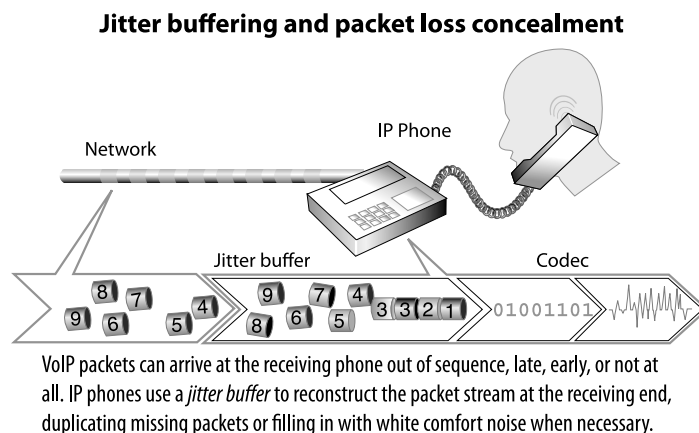 Jitter buffering and packet loss concealment
IP Phone
Network
Jitter buffer
Codec
8 7 4
9 6 5
9 7 4 3 3 2 1
8 6 5
01001101
VoIP packets can arrive at the receiving phone out of sequence, late, early, or not at
all. IP phones use a jitter buffer to reconstruct the packet stream at the receiving end,
duplicating missing packets or filling in with white comfort noise when necessary.